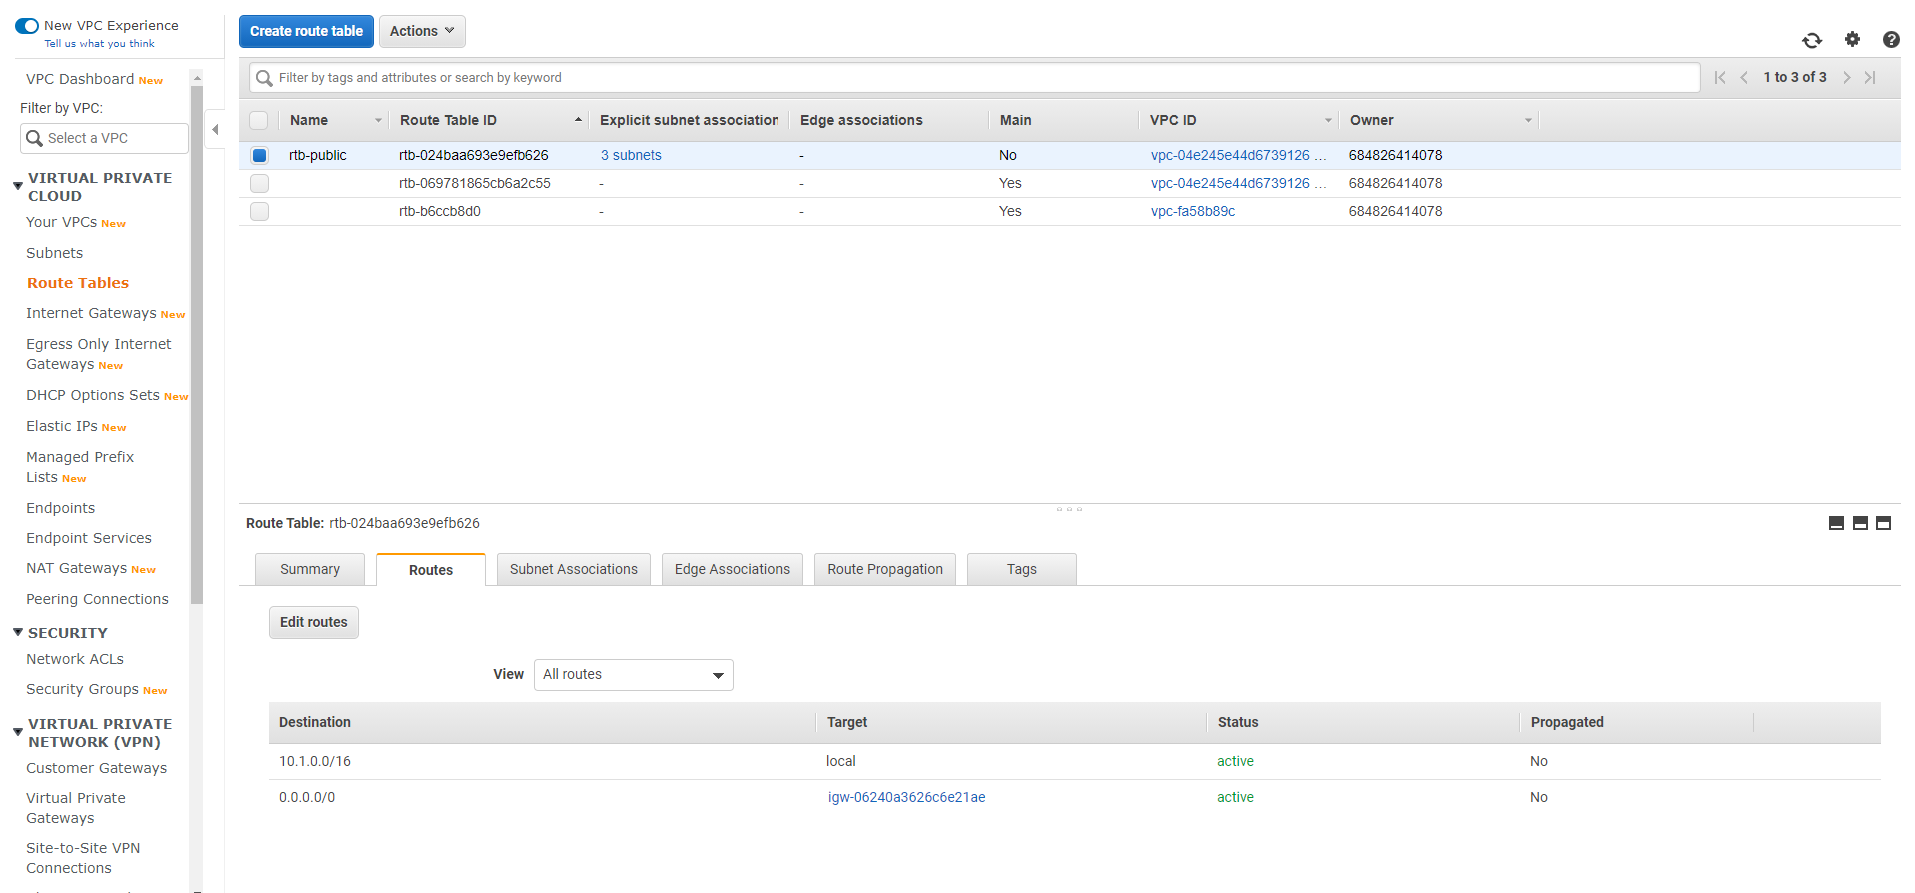 New VPC Experience
Tell us what you think
VPC Dashboard New
Filter by VPC:
Select a VPC
VIRTUAL PRIVATE
CLOUD
Your VPCs New
Subnets
Route Tables
Internet Gateways New
Egress Only Internet
Gateways New
DHCP Options Sets New
Elastic IPs New
Managed Prefix
Lists New
Endpoints
Endpoint Services
NAT Gateways New
Peering Connections
SECURITY
Network ACLs
Security Groups New
VIRTUAL PRIVATE
NETWORK (VPN)
Customer Gateways
Virtual Private
Gateways
Site-to-Site VPN
Connections
Create route table Actions
Filter by tags and attributes or search by keyword 1 to 3 of 3
Name Route Table ID Explicit subnet association Edge associations Main VPC ID Owner
rtb-public rtb-024baa693e9efb626 3 subnets - No vpc-04e245e44d6739126 ... 684826414078
rtb-069781865cb6a2c55 - - Yes vpc-04e245e44d6739126 ... 684826414078
rtb-b6ccb8d0 - - Yes vpc-fa58b89c 684826414078
Route Table: rtb-024baa693e9efb626
Summary Routes Subnet Associations Edge Associations Route Propagation Tags
Edit routes
View All routes
Destination Target Status Propagated
10.1.0.0/16 local active No
0.0.0.0/0 igw-06240a3626c6e21ae active No